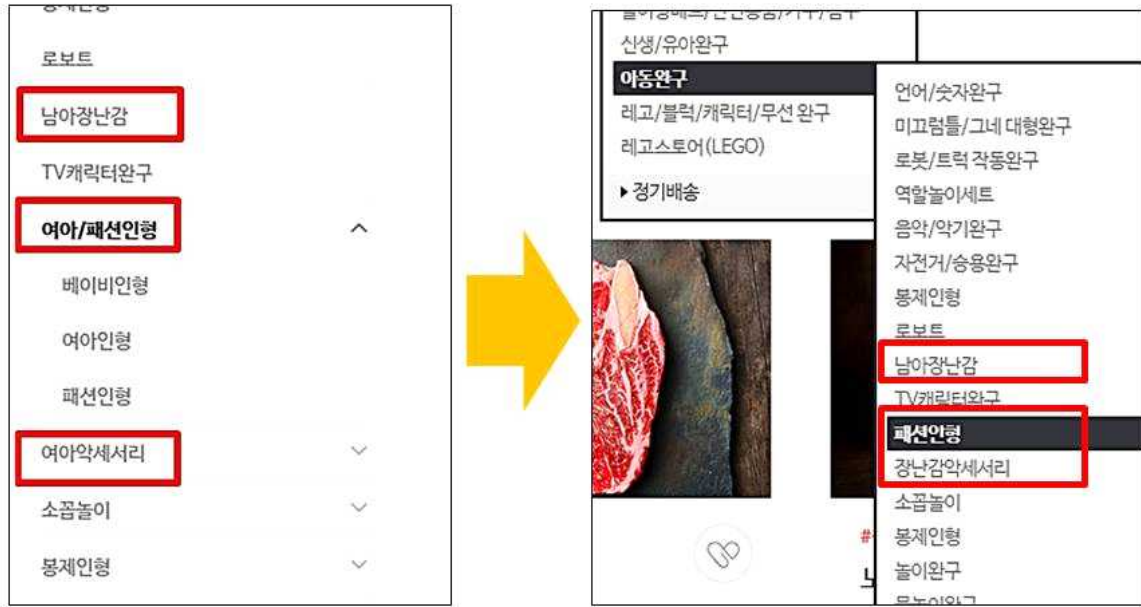 로보트
남아장난감
TV캐릭터완구
여아/패션인형
베이비인형
여아인형
패션인형
여아악세서리
소꿉놀이
봉제인형
신생/유아완구
아동완구
레고/블럭/캐릭터/무선 완구
레고스토어(LEGO)
▶ 정기배송
언어/숫자완구
미끄럼틀/그네 대형완구
로봇/트럭 작동완구
역할놀이세트
음악/악기완구
자전거/승용완구
봉제인형
로보트
남아장난감
TV캐릭터완구
패션인형
장난감악세서리
소꿉놀이
봉제인형
놀이완구